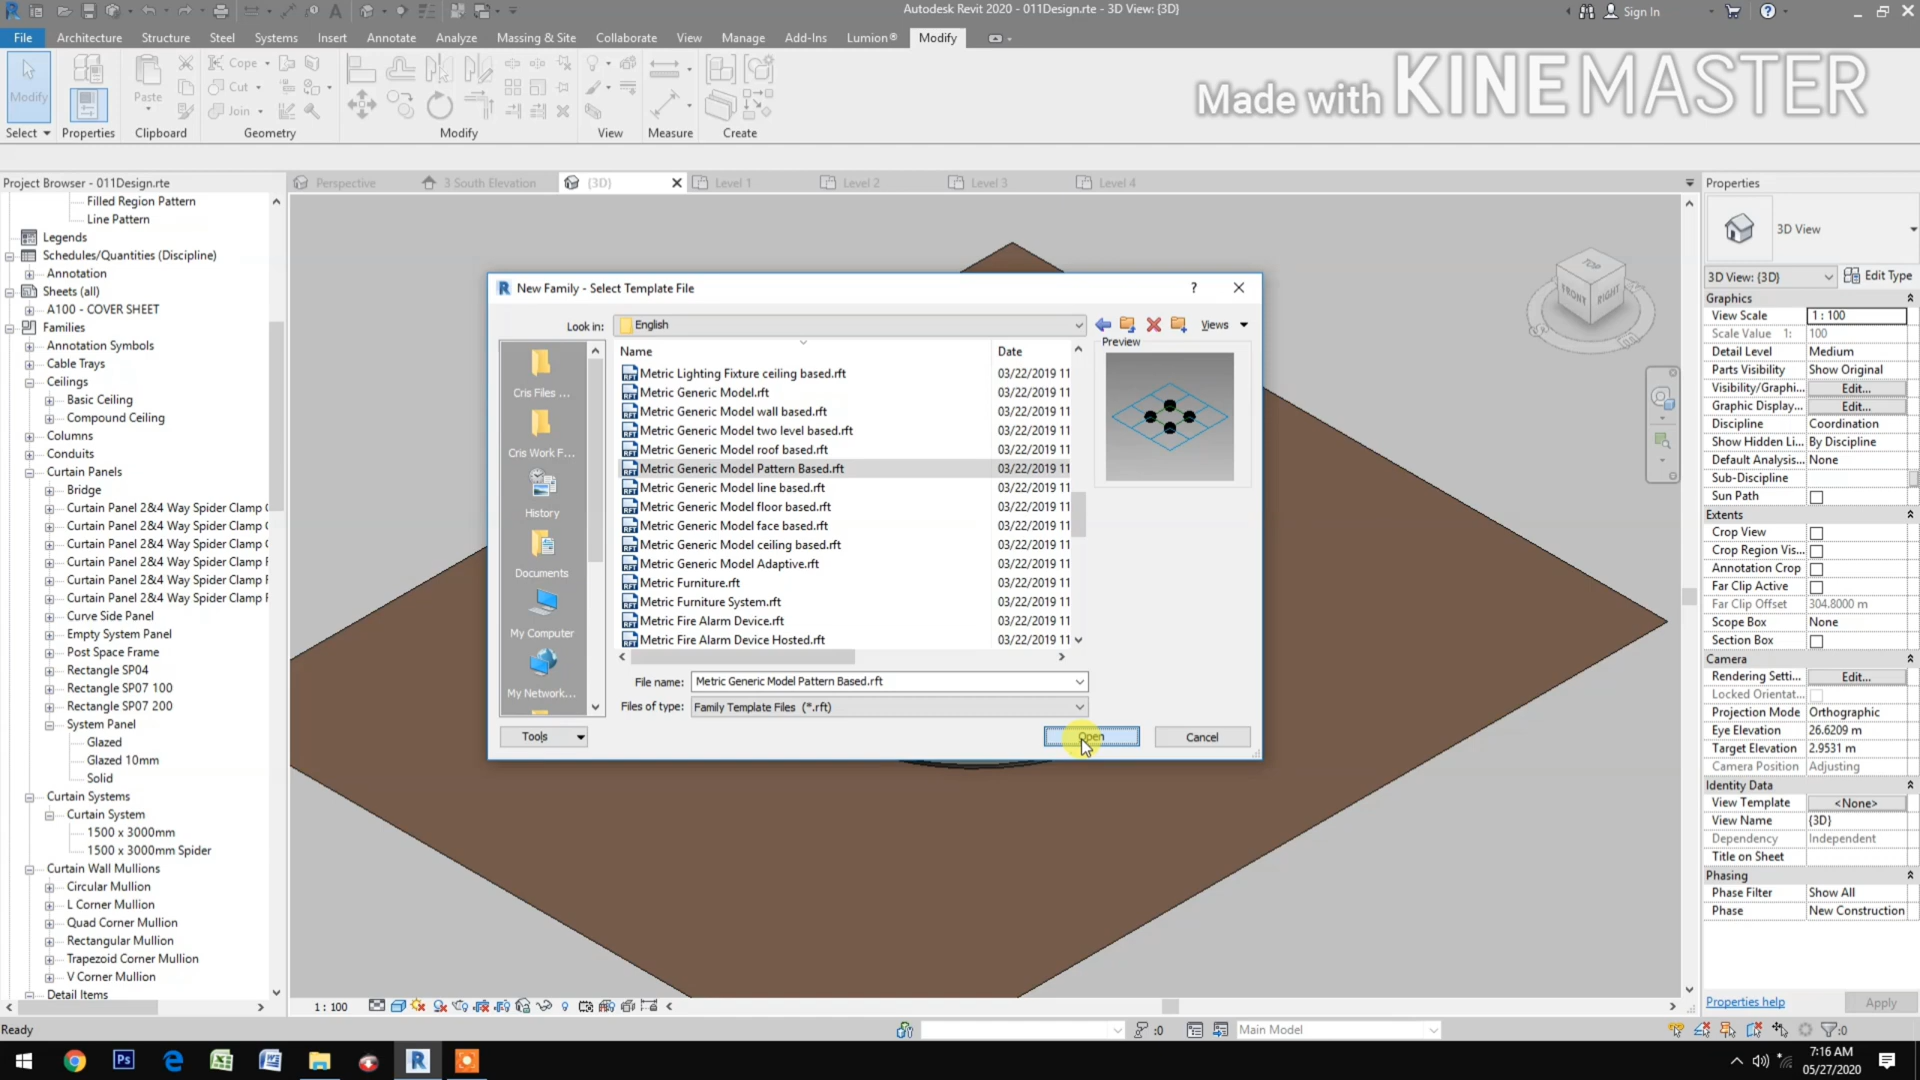 Autodesk Revit 2020 - 011Design.rte - 3D View: {3D}
Sign In
File Architecture Structure Steel Systems Insert Annotate Analyze Massing & Site Collaborate View Manage Add-Ins Lumion® Modify
Modify
Paste
Cope
Cut
Join
Select Properties Clipboard Geometry Modify View Measure Create
Made with KINEMASTER
Project Browser - 011Design.rte
Perspective
3 South Elevation
{3D}
Level 1
Level 2
Level 3
Level 4
Properties
Filled Region Pattern
Line Pattern
Legends
Schedules/Quantities (Discipline)
Annotation
Sheets (all)
A100 - COVER SHEET
Families
Annotation Symbols
Cable Trays
Ceilings
Basic Ceiling
Compound Ceiling
Columns
Conduits
Curtain Panels
Bridge
Curtain Panel 2&4 Way Spider Clamp
Curtain Panel 2&4 Way Spider Clamp
Curtain Panel 2&4 Way Spider Clamp
Curtain Panel 2&4 Way Spider Clamp
Curtain Panel 2&4 Way Spider Clamp
Curtain Panel 2&4 Way Spider Clamp
Curve Side Panel
Empty System Panel
Post Space Frame
Rectangle SP04
Rectangle SP07 100
Rectangle SP07 200
System Panel
Glazed
Glazed 10mm
Solid
Curtain Systems
Curtain System
1500 x 3000mm
1500 x 3000mm Spider
Curtain Wall Mullions
Circular Mullion
L Corner Mullion
Quad Corner Mullion
Rectangular Mullion
Trapezoid Corner Mullion
V Corner Mullion
Detail Items
New Family - Select Template File
Look in: English
Views
Cris Files ...
Cris Work F...
History
Documents
My Computer
My Network...
Name Date
Metric Lighting Fixture ceiling based.rft 03/22/2019 11
Metric Generic Model.rft 03/22/2019 11
Metric Generic Model wall based.rft 03/22/2019 11
Metric Generic Model two level based.rft 03/22/2019 11
Metric Generic Model roof based.rft 03/22/2019 11
Metric Generic Model Pattern Based.rft 03/22/2019 11
Metric Generic Model line based.rft 03/22/2019 11
Metric Generic Model floor based.rft 03/22/2019 11
Metric Generic Model face based.rft 03/22/2019 11
Metric Generic Model ceiling based.rft 03/22/2019 11
Metric Generic Model Adaptive.rft 03/22/2019 11
Metric Furniture.rft 03/22/2019 11
Metric Furniture System.rft 03/22/2019 11
Metric Fire Alarm Device.rft 03/22/2019 11
Metric Fire Alarm Device Hosted.rft 03/22/2019 11
Preview
File name: Metric Generic Model Pattern Based.rft
Files of type: Family Template Files (*.rft)
Tools
Open
Cancel
TOP
FRONT
RIGHT
3D View
3D View: {3D} Edit Type
Graphics
View Scale 1 : 100
Scale Value 1: 100
Detail Level Medium
Parts Visibility Show Original
Visibility/Graphi... Edit...
Graphic Display... Edit...
Discipline Coordination
Show Hidden Li... By Discipline
Default Analysis... None
Sub-Discipline
Sun Path
Extents
Crop View
Crop Region Vis...
Annotation Crop
Far Clip Active
Far Clip Offset 304.8000 m
Scope Box None
Section Box
Camera
Rendering Setti... Edit...
Locked Orientat...
Projection Mode Orthographic
Eye Elevation 26.6209 m
Target Elevation 2.9531 m
Camera Position Adjusting
Identity Data
View Template <None>
View Name {3D}
Dependency Independent
Title on Sheet
Phasing
Phase Filter Show All
Phase New Construction
Properties help Apply
1 : 100
Ready
:0
Main Model
:0
7:16 AM
05/27/2020